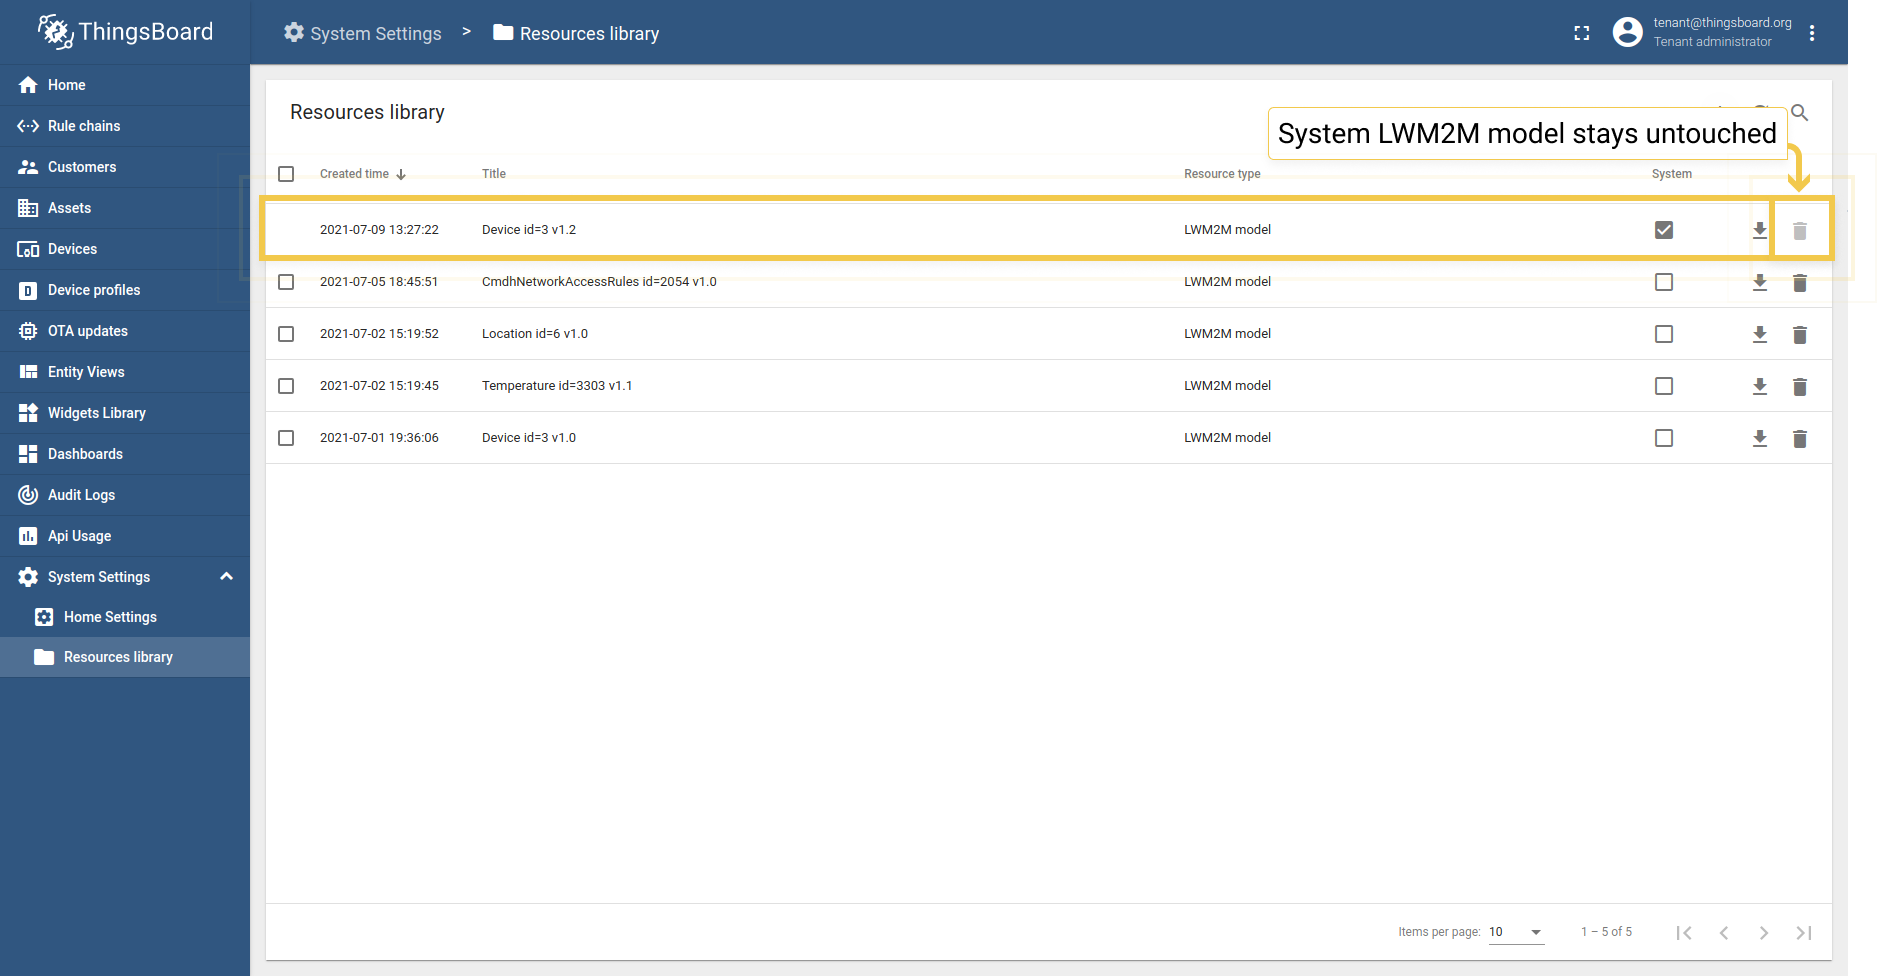 ThingsBoard
System Settings > Resources library
tenant@thingsboard.org
Tenant administrator
Home
Rule chains
Customers
Assets
Devices
Device profiles
OTA updates
Entity Views
Widgets Library
Dashboards
Audit Logs
Api Usage
System Settings
Home Settings
Resources library
Resources library
System LWM2M model stays untouched
Created time Title Resource type System
2021-07-09 13:27:22 Device id=3 v1.2 LWM2M model
2021-07-05 18:45:51 CmdhNetworkAccessRules id=2054 v1.0 LWM2M model
2021-07-02 15:19:52 Location id=6 v1.0 LWM2M model
2021-07-02 15:19:45 Temperature id=3303 v1.1 LWM2M model
2021-07-01 19:36:06 Device id=3 v1.0 LWM2M model
Items per page: 10 1 – 5 of 5